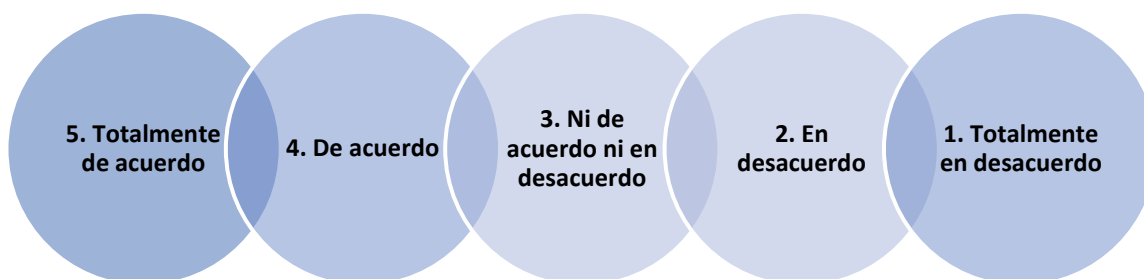 5. Totalmente
de acuerdo
4. De acuerdo
3. Ni de
acuerdo ni en
desacuerdo
2. En
desacuerdo
1. Totalmente
en desacuerdo